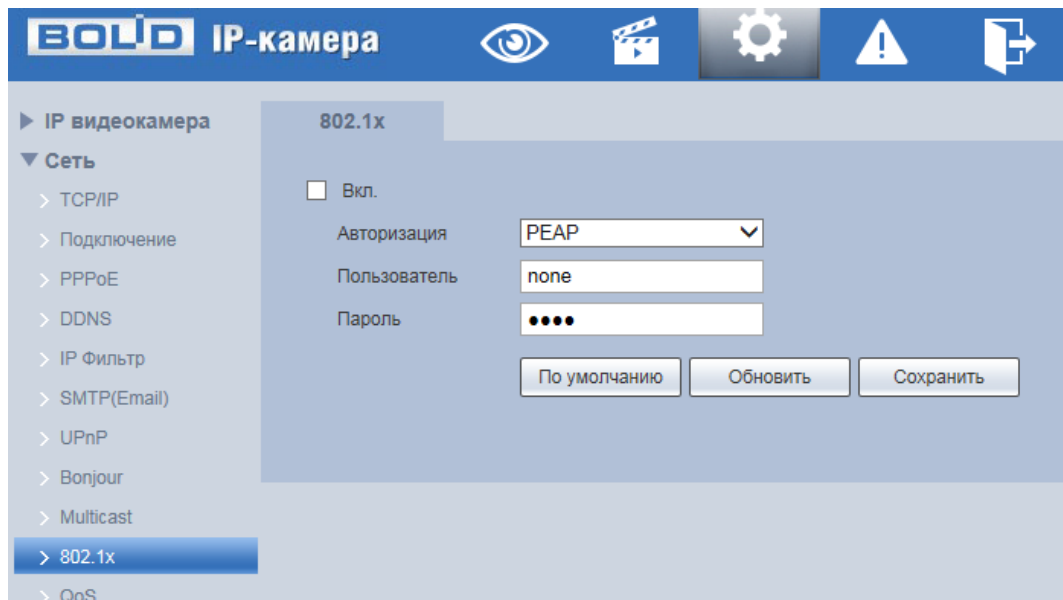 BOLID IP-камера
IP видеокамера
Сеть
TCP/IP
Подключение
PPPoE
DDNS
IP Фильтр
SMTP(Email)
UPnP
Bonjour
Multicast
802.1x
QoS
802.1x
Вкл.
Авторизация PEAP
Пользователь none
Пароль ●●●●
По умолчанию Обновить Сохранить